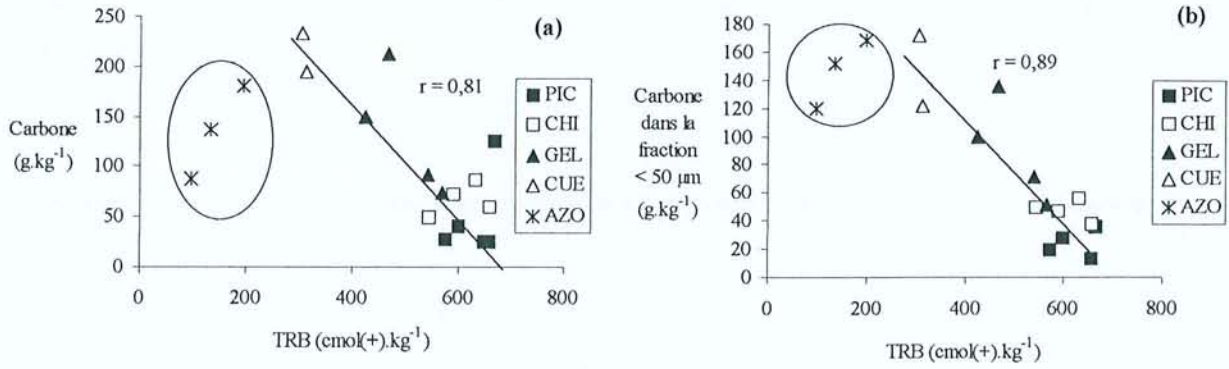 (a)
250
200
150
100
50
0
Carbone
(g.kg-1)
r = 0,81
PIC
CHI
GEL
CUE
AZO
0 200 400 600 800
TRB (cmol(+).kg-1)
(b)
180
160
140
120
100
80
60
40
20
0
Carbone
dans la
fraction
< 50 µm
(g.kg-1)
r = 0,89
PIC
CHI
GEL
CUE
AZO
0 200 400 600 800
TRB (cmol(+).kg-1)